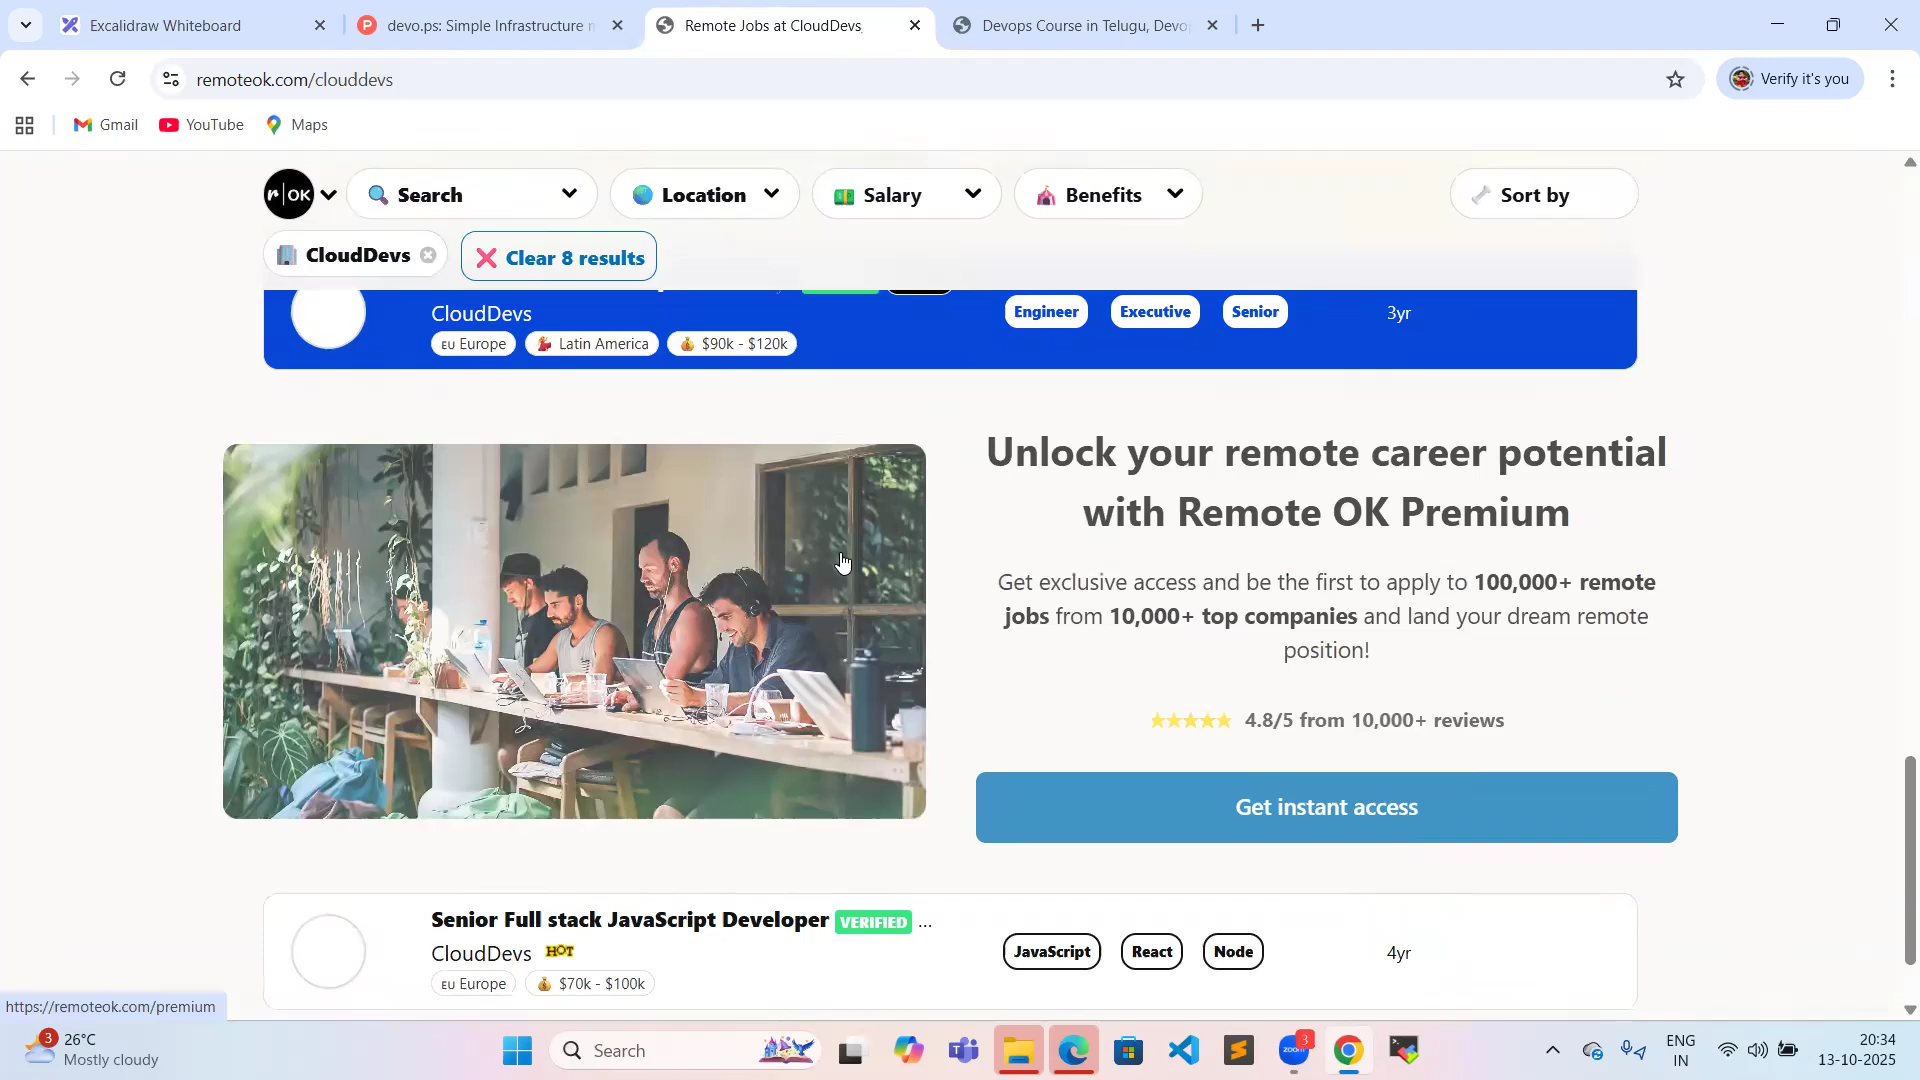 Excalidraw Whiteboard
devo.ps: Simple Infrastructure
Remote Jobs at CloudDevs
Devops Course in Telugu, Devo
remoteok.com/clouddevs
Verify it's you
Gmail
YouTube
Maps
r|OK
Search
Location
Salary
Benefits
Sort by
CloudDevs
Clear 8 results
CloudDevs
EU Europe
Latin America
$90k - $120k
Engineer
Executive
Senior
3yr
Unlock your remote career potential
with Remote OK Premium
Get exclusive access and be the first to apply to 100,000+ remote
jobs from 10,000+ top companies and land your dream remote
position!
4.8/5 from 10,000+ reviews
Get instant access
Senior Full stack JavaScript Developer VERIFIED ...
CloudDevs HOT
EU Europe
$70k - $100k
JavaScript
React
Node
4yr
https://remoteok.com/premium
3
26°C
Mostly cloudy
Search
zoom
3
ENG
IN
20:34
13-10-2025